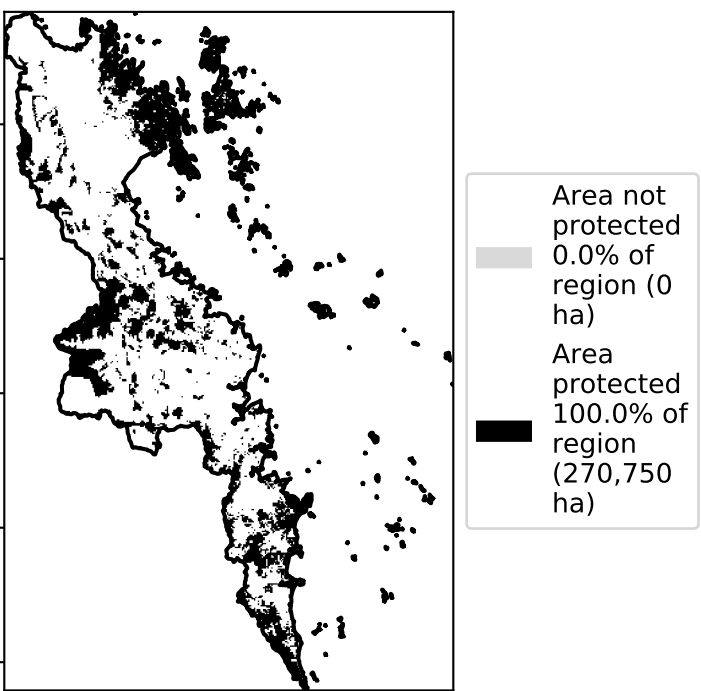 Area not
protected
0.0% of
region (0
ha)
Area
protected
100.0% of
region
(270,750
ha)